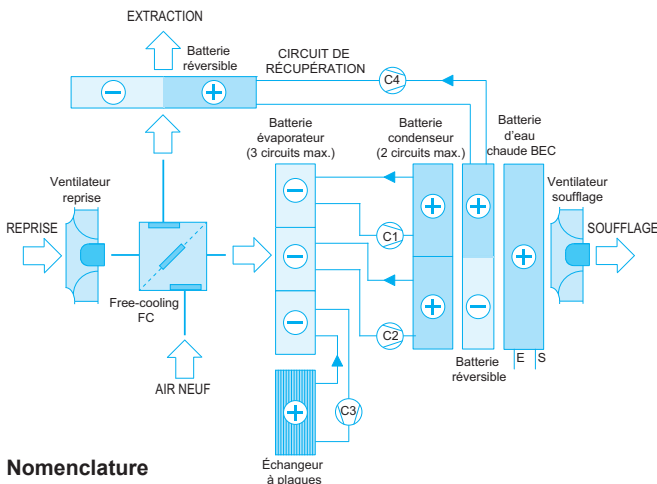 EXTRACTION
Batterie
réversible
CIRCUIT DE
RÉCUPÉRATION
C4
Batterie
évaporateur
(3 circuits max.)
Batterie
condenseur
(2 circuits max.)
Batterie
d'eau
chaude BEC
Ventilateur
reprise
Ventilateur
soufflage
REPRISE
SOUFFLAGE
C1
Free-cooling
FC
C2
Batterie
réversible
E S
AIR NEUF
C3
Échangeur
à plaques
Nomenclature